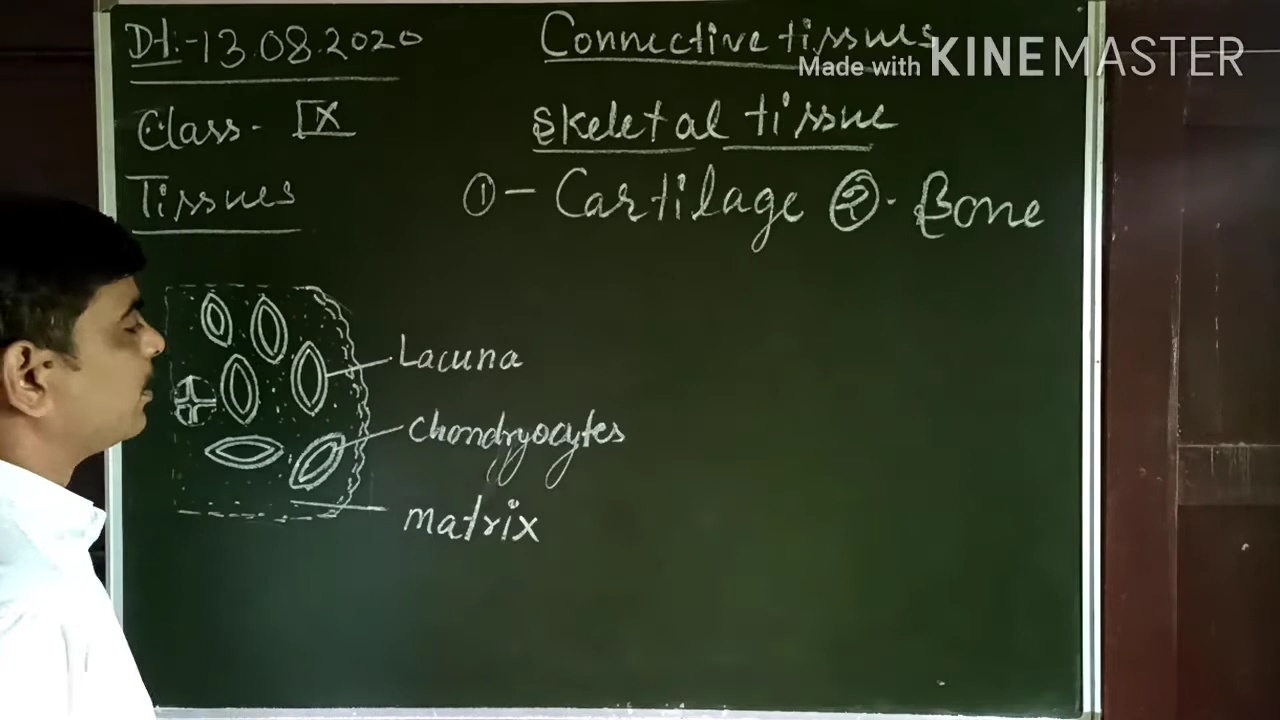 Dt:-13.08.2020
Connective tissues
Made with KINEMASTER
Class- IX
Skeletal tissue
Tissues
①- Cartilage ②. Bone
Lacuna
Chondryocytes
Matrix